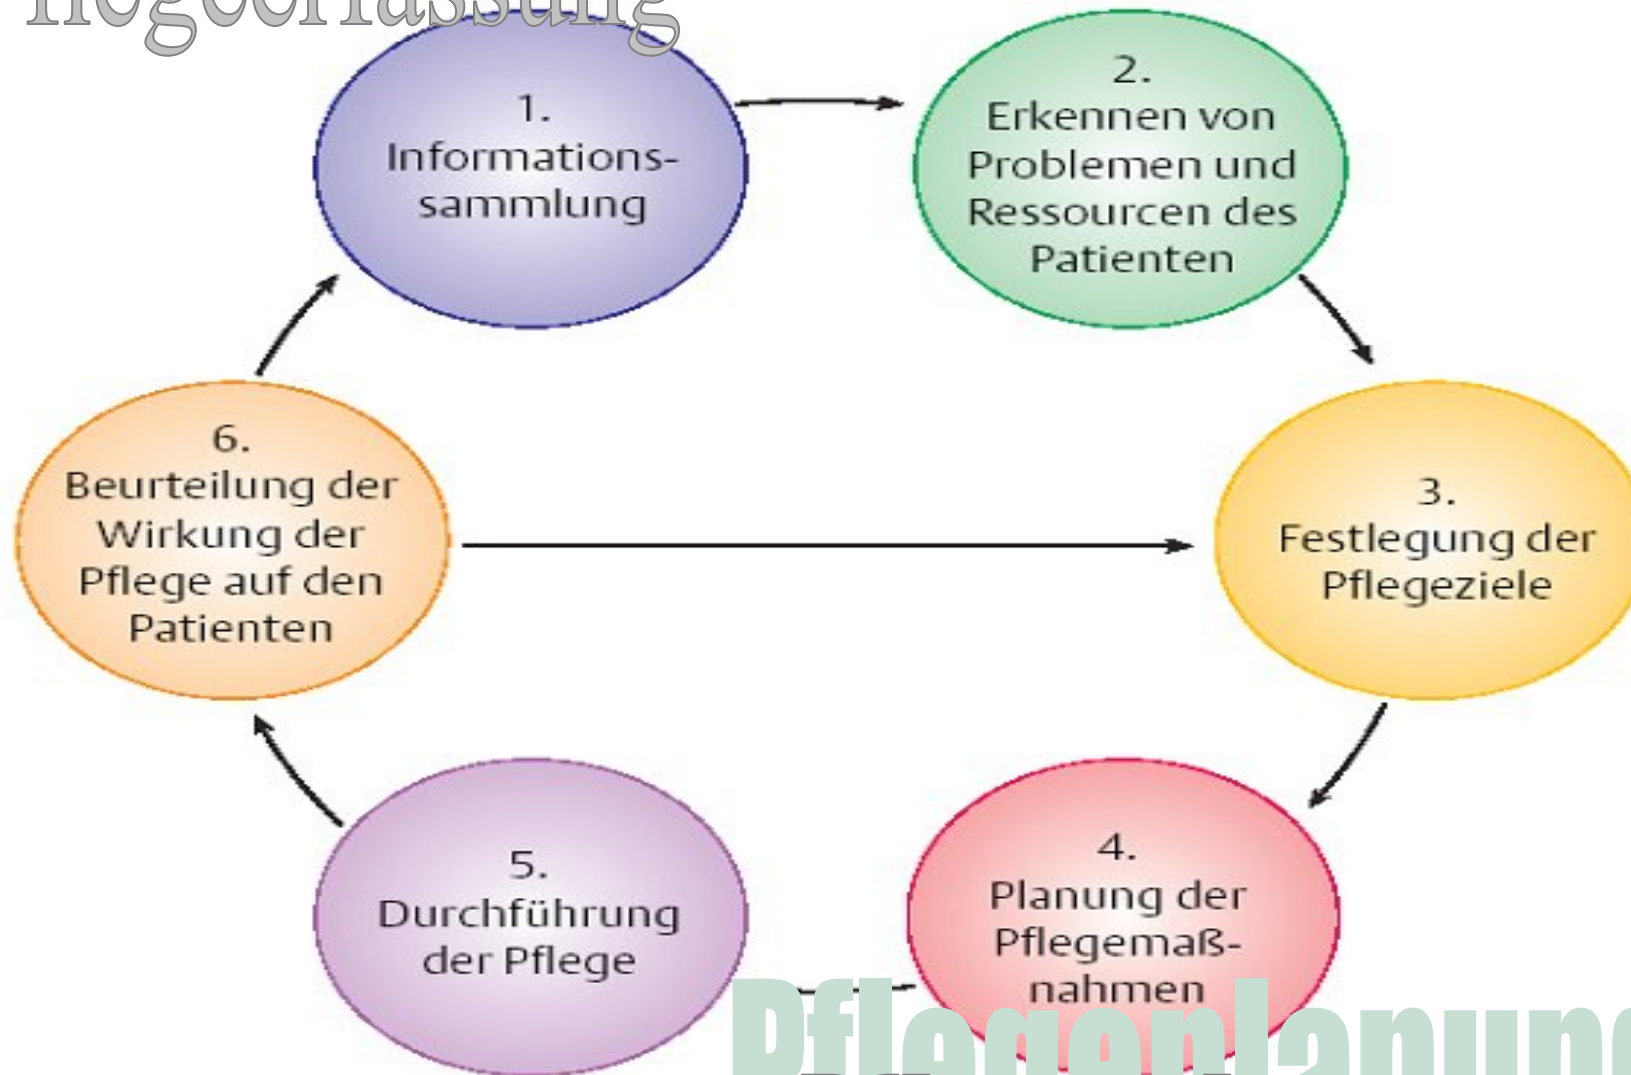 1.
Informations-
sammlung
2.
Erkennen von
Problemen und
Ressourcen des
Patienten
3.
Festlegung der
Pflegeziele
4.
Planung der
Pflegemaß-
nahmen
5.
Durchführung
der Pflege
6.
Beurteilung der
Wirkung der
Pflege auf den
Patienten
Pflegeplanung